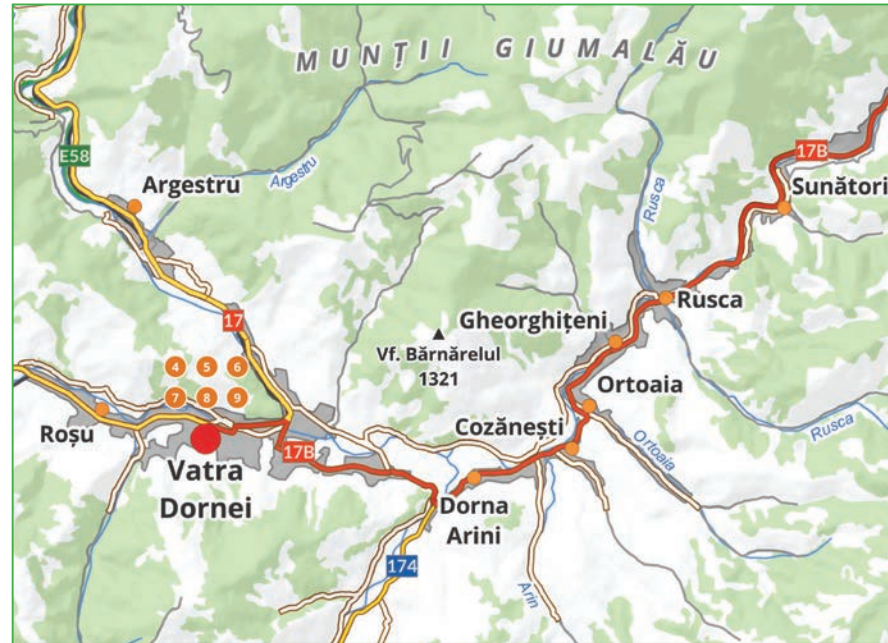 MUNȚII GIUMALĂU
17B
E58
Argestru
Argestru
Rusca
Sunători
17
Rusca
Gheorghițeni
Vf. Bărnărelul
1321
4 5 6
7 8 9
Ortoaia
Roșu
Cozănești
17B
Vatra
Dornei
Ortoaia
Rusca
Dorna
Arini
174
Arin